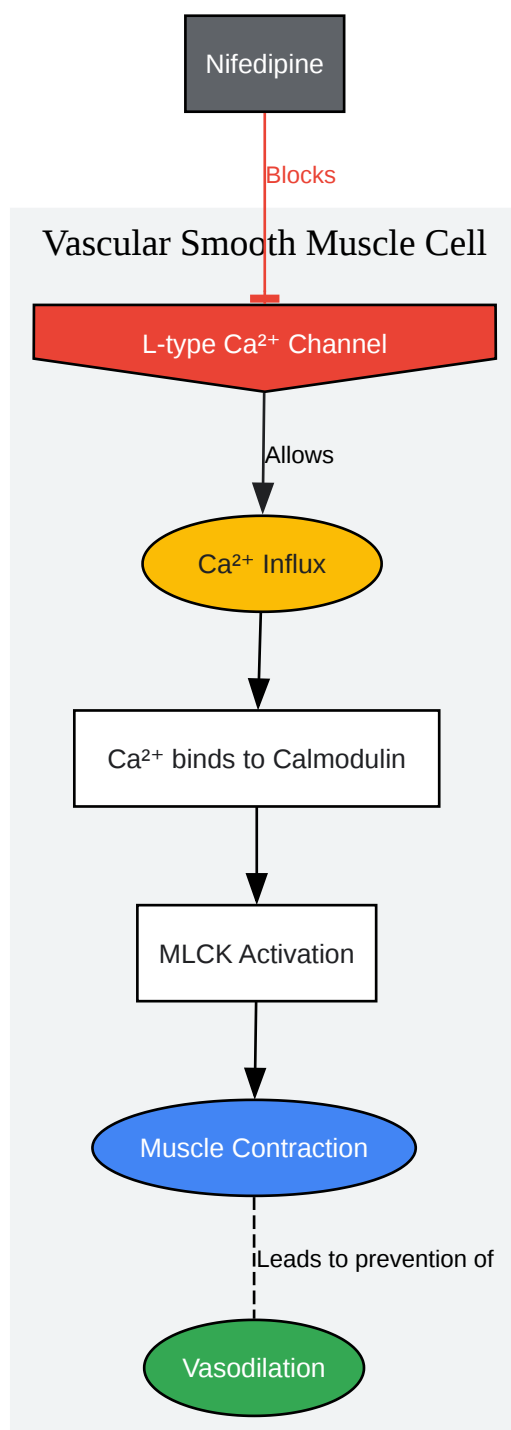 Nifedipine
Blocks
Vascular Smooth Muscle Cell
L-type Ca²⁺ Channel
Allows
Ca²⁺ Influx
Ca²⁺ binds to Calmodulin
MLCK Activation
Muscle Contraction
Leads to prevention of
Vasodilation